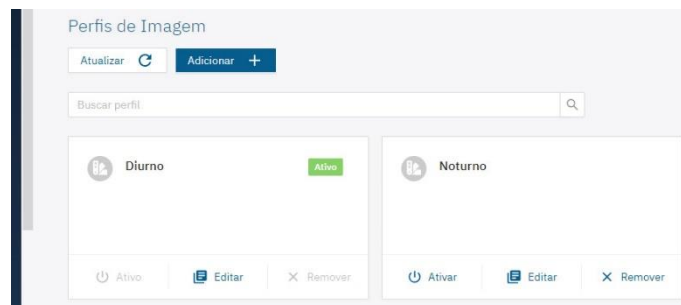 Perfis de Imagem
Atualizar Adicionar
Buscar perfil
Diurno Ativo Noturno
Ativo Editar Remover Ativar Editar Remover